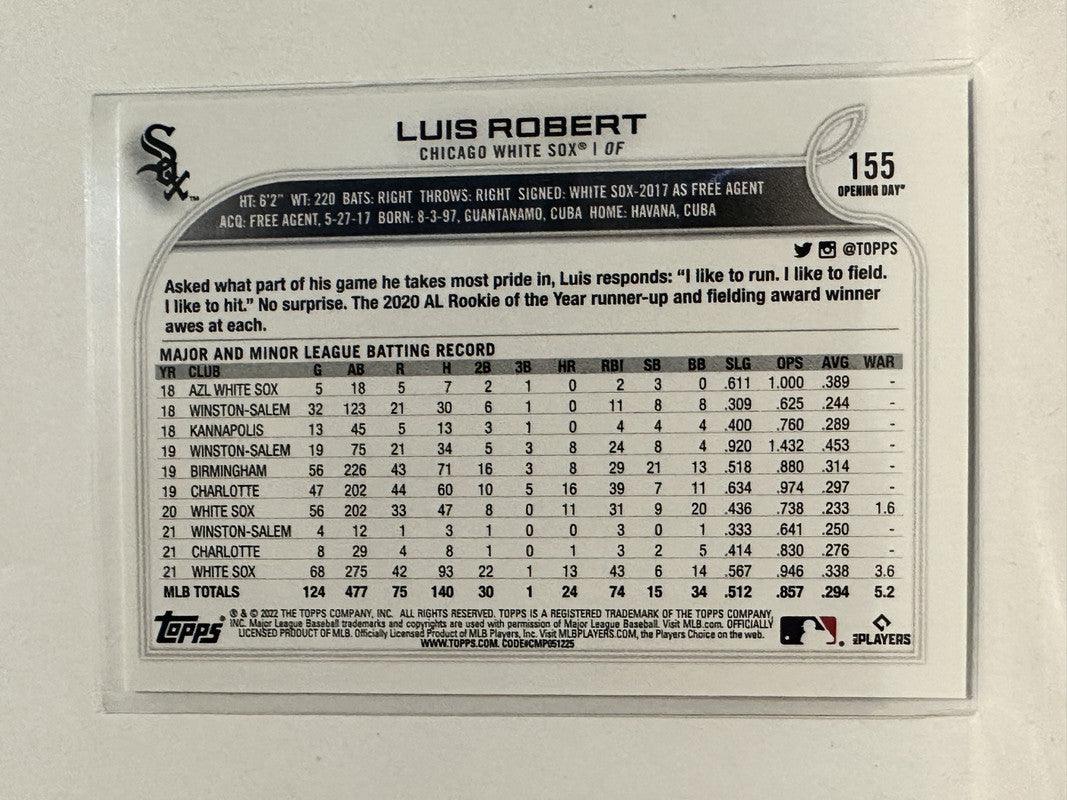 Sox™
LUIS ROBERT
CHICAGO WHITE SOX® | OF
155
OPENING DAY®
HT: 6'2" WT: 220 BATS: RIGHT THROWS: RIGHT SIGNED: WHITE SOX-2017 AS FREE AGENT
ACQ: FREE AGENT, 5-27-17 BORN: 8-3-97, GUANTANAMO, CUBA HOME: HAVANA, CUBA
@TOPPS
Asked what part of his game he takes most pride in, Luis responds: “I like to run. I like to field.
I like to hit.” No surprise. The 2020 AL Rookie of the Year runner-up and fielding award winner
awes at each.
MAJOR AND MINOR LEAGUE BATTING RECORD
YR CLUB G AB R H 2B 3B HR RBI SB BB SLG OPS AVG WAR
18 AZL WHITE SOX 5 18 5 7 2 1 0 2 3 0 .611 1.000 .389 -
18 WINSTON-SALEM 32 123 21 30 6 1 0 11 8 8 .309 .625 .244 -
18 KANNAPOLIS 13 45 5 13 3 1 0 4 4 4 .400 .760 .289 -
19 WINSTON-SALEM 19 75 21 34 5 3 8 24 8 4 .920 1.432 .453 -
19 BIRMINGHAM 56 226 43 71 16 3 8 29 21 13 .518 .880 .314 -
19 CHARLOTTE 47 202 44 60 10 5 16 39 7 11 .634 .974 .297 -
20 WHITE SOX 56 202 33 47 8 0 11 31 9 20 .436 .738 .233 1.6
21 WINSTON-SALEM 4 12 1 3 1 0 0 3 0 1 .333 .641 .250 -
21 CHARLOTTE 8 29 4 8 1 0 1 3 2 5 .414 .830 .276 -
21 WHITE SOX 68 275 42 93 22 1 13 43 6 14 .567 .946 .338 3.6
MLB TOTALS 124 477 75 140 30 1 24 74 15 34 .512 .857 .294 5.2
Topps®
® & © 2022 THE TOPPS COMPANY, INC. ALL RIGHTS RESERVED. TOPPS IS A REGISTERED TRADEMARK OF THE TOPPS COMPANY,
INC. Major League Baseball trademarks and copyrights are used with permission of Major League Baseball. Visit MLB.com. OFFICIALLY
LICENSED PRODUCT OF MLB. Officially Licensed Product of MLB Players, Inc. Visit MLBPLAYERS.COM, the Players Choice on the web.
WWW.TOPPS.COM. CODE#CMP051225
MLB PLAYERS